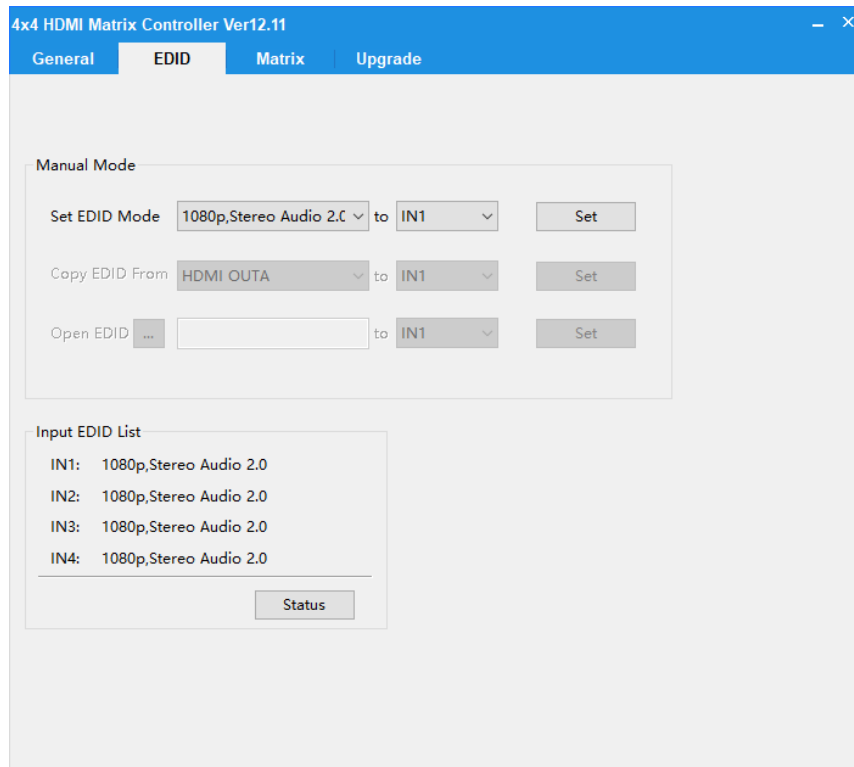 4x4 HDMI Matrix Controller Ver12.11
General EDID Matrix Upgrade
Manual Mode
Set EDID Mode 1080p,Stereo Audio 2.0 to IN1 Set
Copy EDID From HDMI OUTA to IN1 Set
Open EDID ... to IN1 Set
Input EDID List
IN1: 1080p,Stereo Audio 2.0
IN2: 1080p,Stereo Audio 2.0
IN3: 1080p,Stereo Audio 2.0
IN4: 1080p,Stereo Audio 2.0
Status